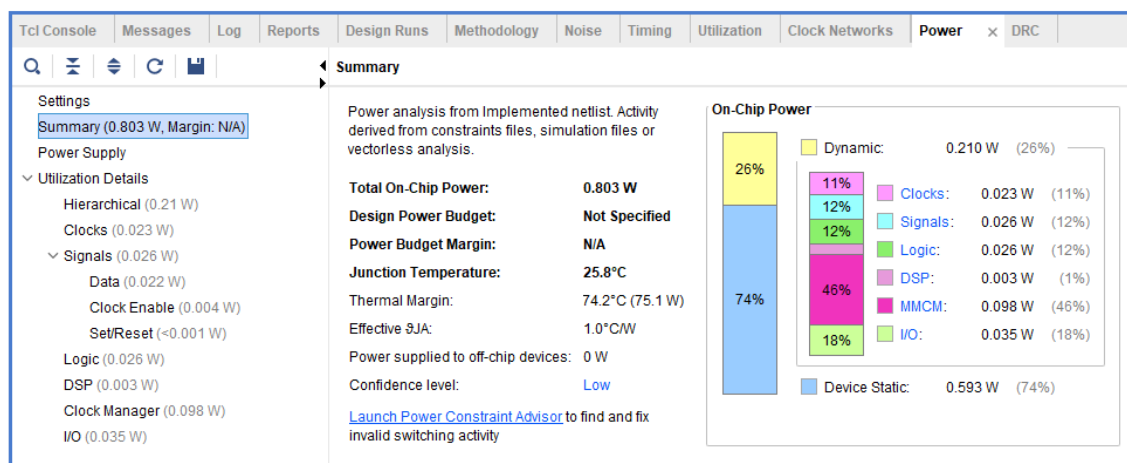 Tcl Console Messages Log Reports Design Runs Methodology Noise Timing Utilization Clock Networks Power × DRC
Settings
Summary (0.803 W, Margin: N/A)
Power Supply
Utilization Details
Hierarchical (0.21 W)
Clocks (0.023 W)
Signals (0.026 W)
Data (0.022 W)
Clock Enable (0.004 W)
Set/Reset (<0.001 W)
Logic (0.026 W)
DSP (0.003 W)
Clock Manager (0.098 W)
I/O (0.035 W)
Summary
Power analysis from Implemented netlist. Activity
derived from constraints files, simulation files or
vectorless analysis.
Total On-Chip Power: 0.803 W
Design Power Budget: Not Specified
Power Budget Margin: N/A
Junction Temperature: 25.8°C
Thermal Margin: 74.2°C (75.1 W)
Effective ϑJA: 1.0°C/W
Power supplied to off-chip devices: 0 W
Confidence level: Low
Launch Power Constraint Advisor to find and fix
invalid switching activity
On-Chip Power
26%
74%
Dynamic: 0.210 W (26%)
11%
12%
12%
46%
18%
Clocks: 0.023 W (11%)
Signals: 0.026 W (12%)
Logic: 0.026 W (12%)
DSP: 0.003 W (1%)
MMCM: 0.098 W (46%)
I/O: 0.035 W (18%)
Device Static: 0.593 W (74%)